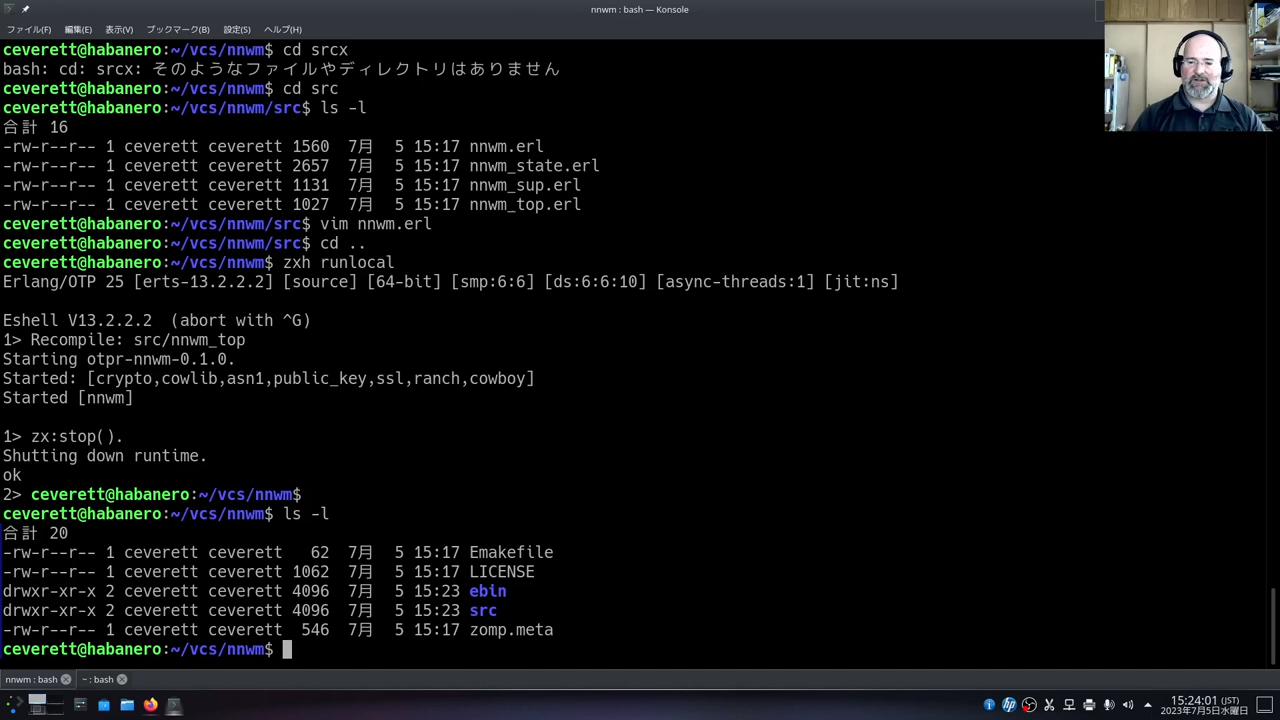 nnwm : bash — Konsole
ファイル(F) 編集(E) 表示(V) ブックマーク(B) 設定(S) ヘルプ(H)
ceverett@habanero:~/vcs/nnwm$ cd srcx
bash: cd: srcx: そのようなファイルやディレクトリはありません
ceverett@habanero:~/vcs/nnwm$ cd src
ceverett@habanero:~/vcs/nnwm/src$ ls -l
合計 16
-rw-r--r-- 1 ceverett ceverett 1560 7月 5 15:17 nnwm.erl
-rw-r--r-- 1 ceverett ceverett 2657 7月 5 15:17 nnwm_state.erl
-rw-r--r-- 1 ceverett ceverett 1131 7月 5 15:17 nnwm_sup.erl
-rw-r--r-- 1 ceverett ceverett 1027 7月 5 15:17 nnwm_top.erl
ceverett@habanero:~/vcs/nnwm/src$ vim nnwm.erl
ceverett@habanero:~/vcs/nnwm/src$ cd ..
ceverett@habanero:~/vcs/nnwm$ zxh runlocal
Erlang/OTP 25 [erts-13.2.2.2] [source] [64-bit] [smp:6:6] [ds:6:6:10] [async-threads:1] [jit:ns]
Eshell V13.2.2.2 (abort with ^G)
1> Recompile: src/nnwm_top
Starting otpr-nnwm-0.1.0.
Started: [crypto,cowlib,asn1,public_key,ssl,ranch,cowboy]
Started [nnwm]
1> zx:stop().
Shutting down runtime.
ok
2> ceverett@habanero:~/vcs/nnwm$
ceverett@habanero:~/vcs/nnwm$ ls -l
合計 20
-rw-r--r-- 1 ceverett ceverett 62 7月 5 15:17 Emakefile
-rw-r--r-- 1 ceverett ceverett 1062 7月 5 15:17 LICENSE
drwxr-xr-x 2 ceverett ceverett 4096 7月 5 15:23 ebin
drwxr-xr-x 2 ceverett ceverett 4096 7月 5 15:23 src
-rw-r--r-- 1 ceverett ceverett 546 7月 5 15:17 zomp.meta
ceverett@habanero:~/vcs/nnwm$
nnwm : bash ~ : bash
15:24:01 (JST)
2023年7月5日水曜日